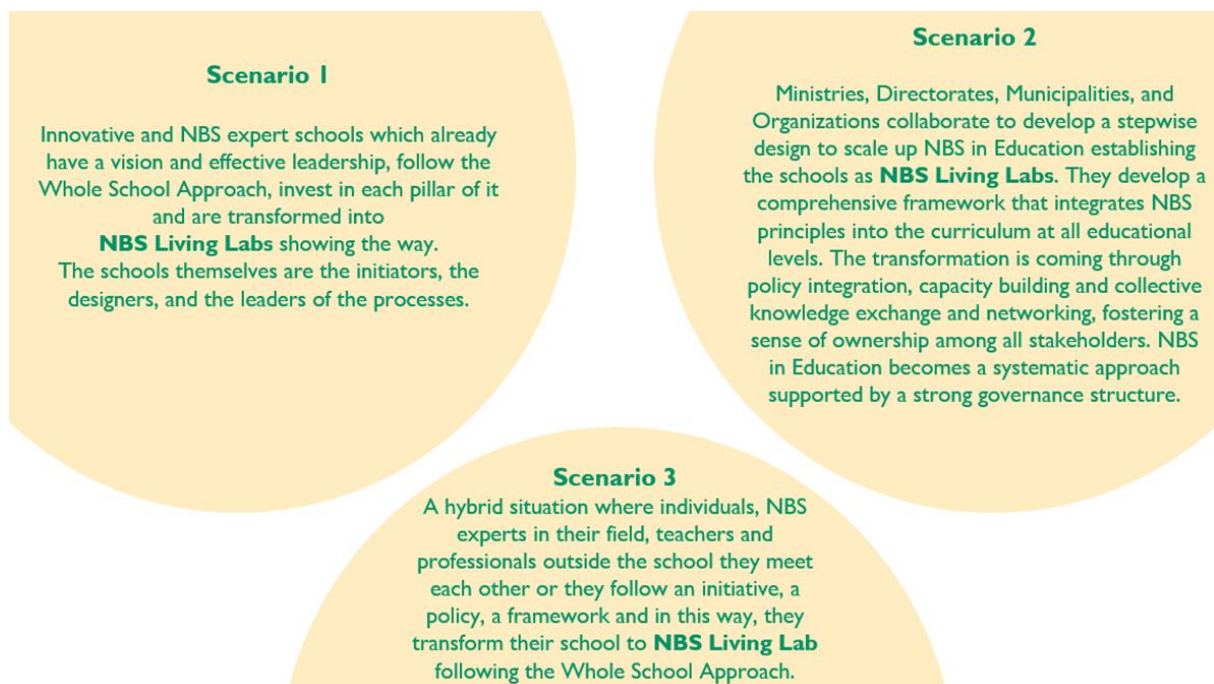 Scenario 1
Innovative and NBS expert schools which already
have a vision and effective leadership, follow the
Whole School Approach, invest in each pillar of it
and are transformed into
NBS Living Labs showing the way.
The schools themselves are the initiators, the
designers, and the leaders of the processes.
Scenario 2
Ministries, Directorates, Municipalities, and
Organizations collaborate to develop a stepwise
design to scale up NBS in Education establishing
the schools as NBS Living Labs. They develop a
comprehensive framework that integrates NBS
principles into the curriculum at all educational
levels. The transformation is coming through
policy integration, capacity building and collective
knowledge exchange and networking, fostering a
sense of ownership among all stakeholders. NBS
in Education becomes a systematic approach
supported by a strong governance structure.
Scenario 3
A hybrid situation where individuals, NBS
experts in their field, teachers and
professionals outside the school they meet
each other or they follow an initiative, a
policy, a framework and in this way, they
transform their school to NBS Living Lab
following the Whole School Approach.